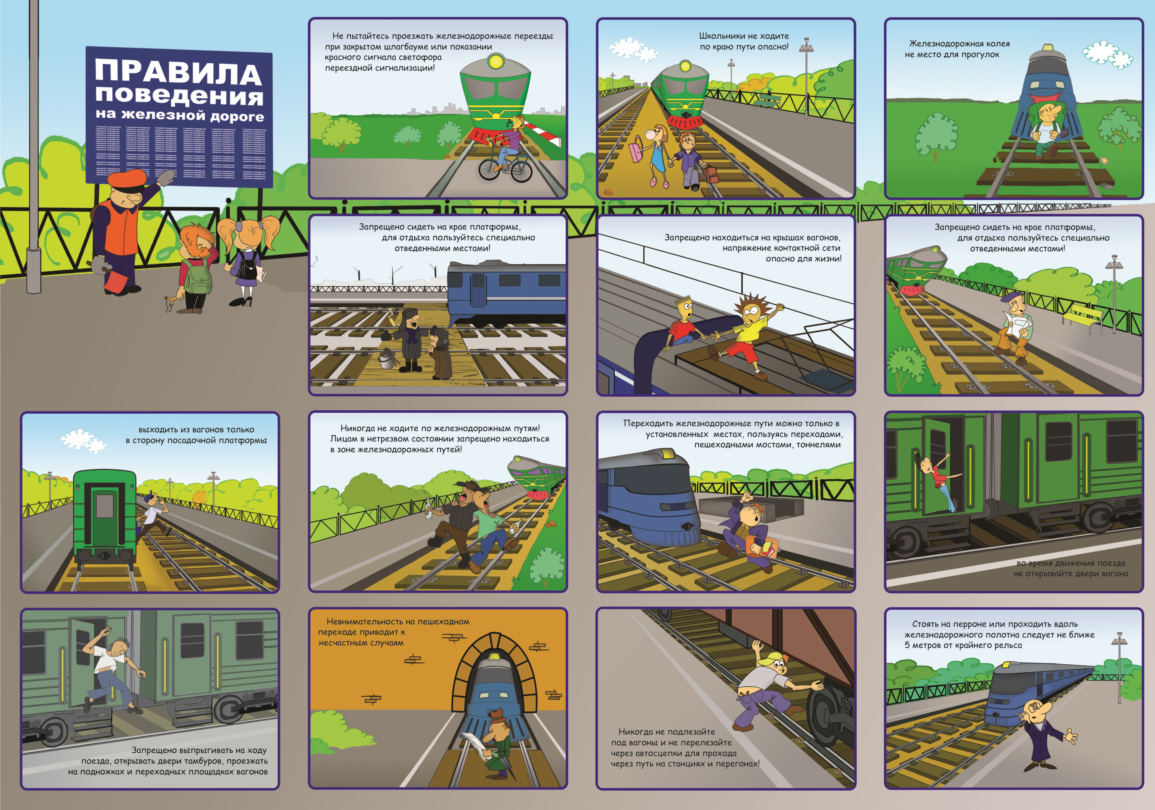 ПРАВИЛА
поведения
на железной дороге
Не пытайтесь проезжать железнодорожные переезды
при закрытом шлагбауме или показании
красного сигнала светофора
переездной сигнализации!
Школьники не ходите
по краю пути опасно!
Железнодорожная колея
не место для прогулок
Запрещено сидеть на крае платформы,
для отдыха пользуйтесь специально
отведенными местами!
Запрещено находиться на крышах вагонов,
напряжение контактной сети
опасно для жизни!
Запрещено сидеть на крае платформы,
для отдыха пользуйтесь специально
отведенными местами!
выходить из вагонов только
в сторону посадочной платформы
Никогда не ходите по железнодорожным путям!
Лицам в нетрезвом состоянии запрещено находиться
в зоне железнодорожных путей!
Переходить железнодорожные пути можно только в
установленных местах, пользуясь переходами,
пешеходными мостами, тоннелями
во время движения поезда
не открывайте двери вагона
Запрещено выпрыгивать на ходу
поезда, открывать двери тамбуров, проезжать
на подножках и переходных площадках вагонов
Невнимательность на пешеходном
переходе приводит к
несчастным случаям
Никогда не подлезайте
под вагоны и не перелезайте
через автосцепки для прохода
через путь на станциях и перегонах!
Стоять на перроне или проходить вдоль
железнодорожного полотна следует не ближе
5 метров от крайнего рельса